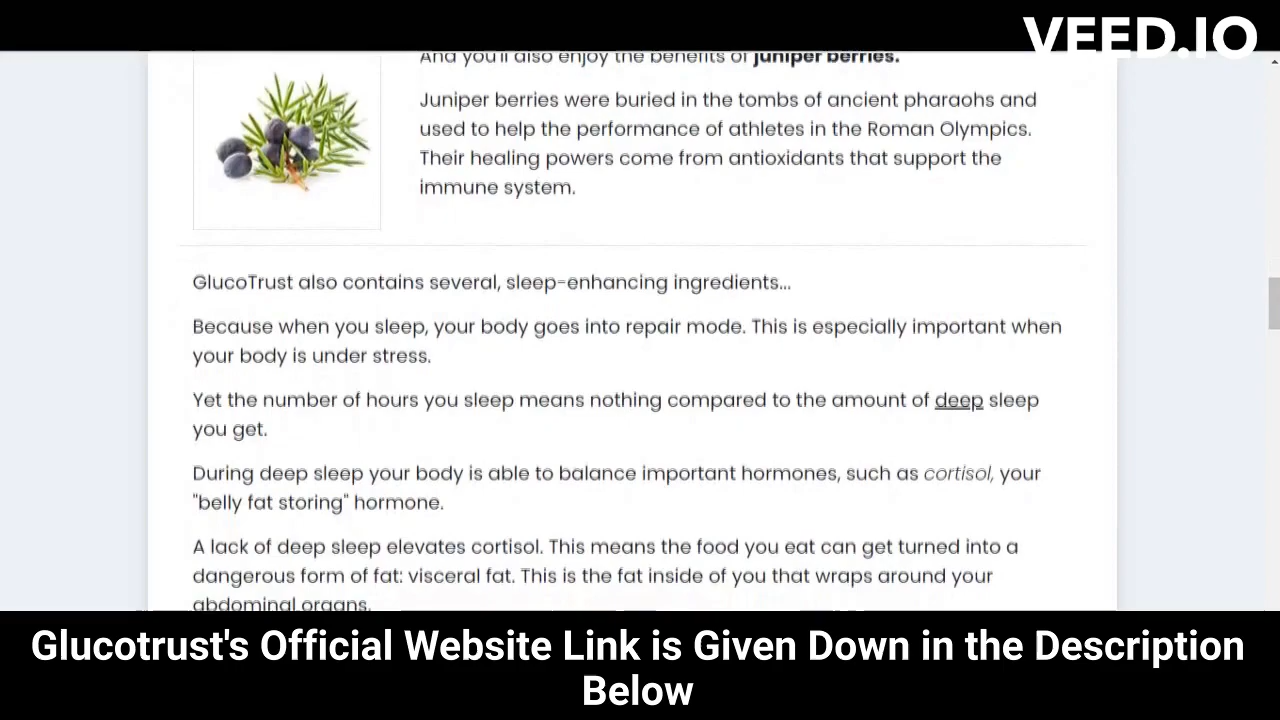 VEED.IO
And you'll also enjoy the benefits of juniper berries.
Juniper berries were buried in the tombs of ancient pharaohs and
used to help the performance of athletes in the Roman Olympics.
Their healing powers come from antioxidants that support the
immune system.
GlucoTrust also contains several, sleep-enhancing ingredients...
Because when you sleep, your body goes into repair mode. This is especially important when
your body is under stress.
Yet the number of hours you sleep means nothing compared to the amount of deep sleep
you get.
During deep sleep your body is able to balance important hormones, such as cortisol, your
"belly fat storing" hormone.
A lack of deep sleep elevates cortisol. This means the food you eat can get turned into a
dangerous form of fat: visceral fat. This is the fat inside of you that wraps around your
abdominal organs.
Glucotrust's Official Website Link is Given Down in the Description
Below